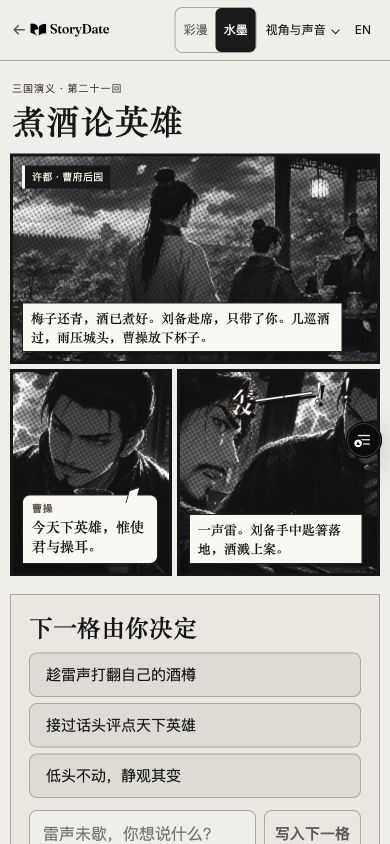 StoryDate
彩漫
水墨
视角与声音
EN
三国演义 · 第二十一回
煮酒论英雄
许都 · 曹府后园
梅子还青，酒已煮好。刘备赴席，只带了你。几巡酒
过，雨压城头，曹操放下杯子。
曹操
今天下英雄，惟使
君与操耳。
一声雷。刘备手中匙箸落
地，酒溅上案。
下一格由你决定
趁雷声打翻自己的酒樽
接过话头评点天下英雄
低头不动，静观其变
雷声未歇，你想说什么？
写入下一格